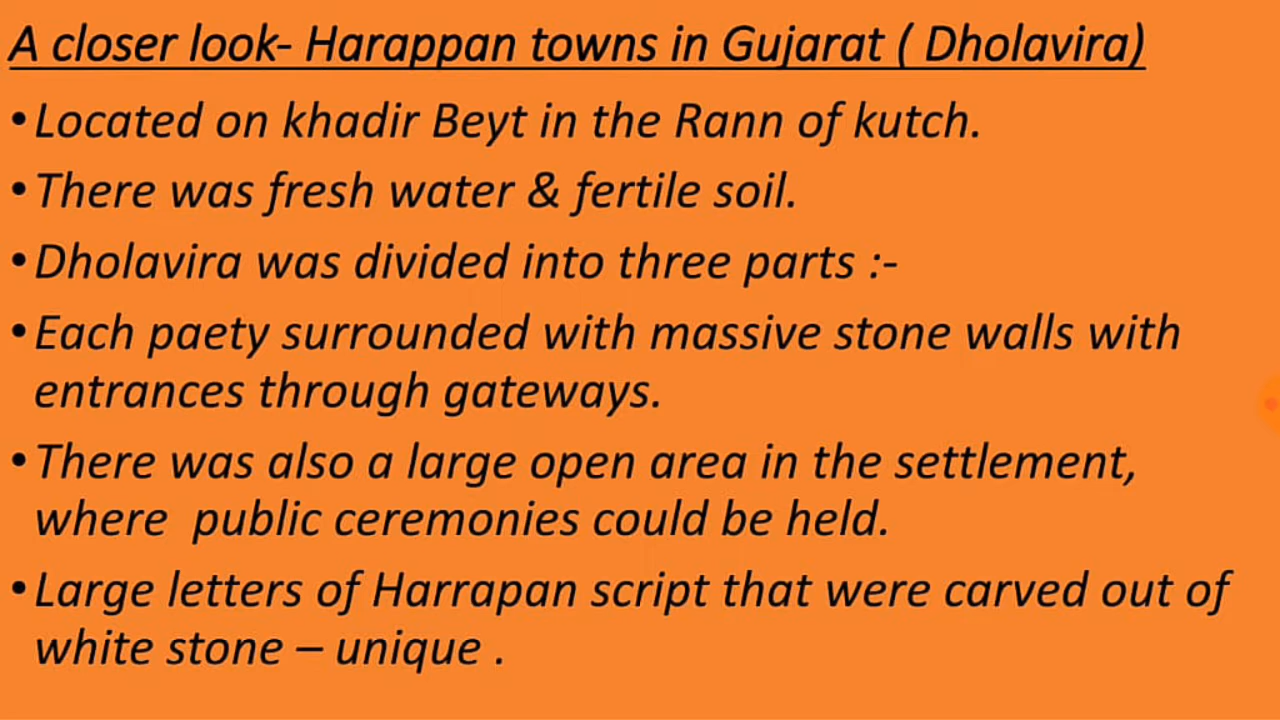 A closer look- Harappan towns in Gujarat ( Dholavira)
•Located on khadir Beyt in the Rann of kutch.
•There was fresh water & fertile soil.
•Dholavira was divided into three parts :-
•Each paety surrounded with massive stone walls with
entrances through gateways.
•There was also a large open area in the settlement,
where  public ceremonies could be held.
•Large letters of Harrapan script that were carved out of
white stone – unique .